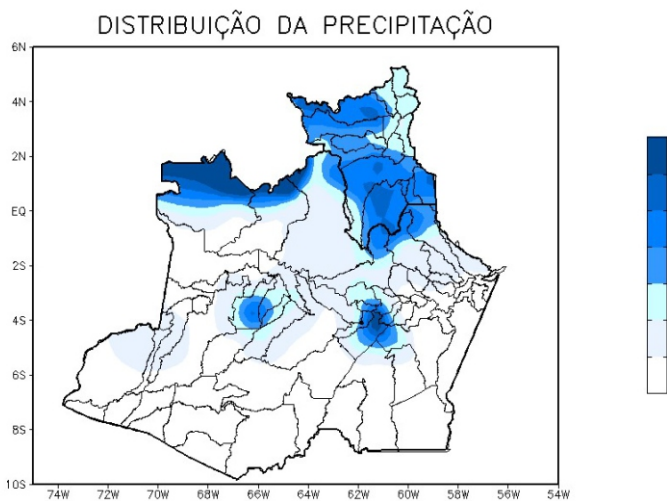 DISTRIBUIÇÃO DA PRECIPITAÇÃO
6N
4N
2N
EQ
2S
4S
6S
8S
10S
74W 72W 70W 68W 66W 64W 62W 60W 58W 56W 54W